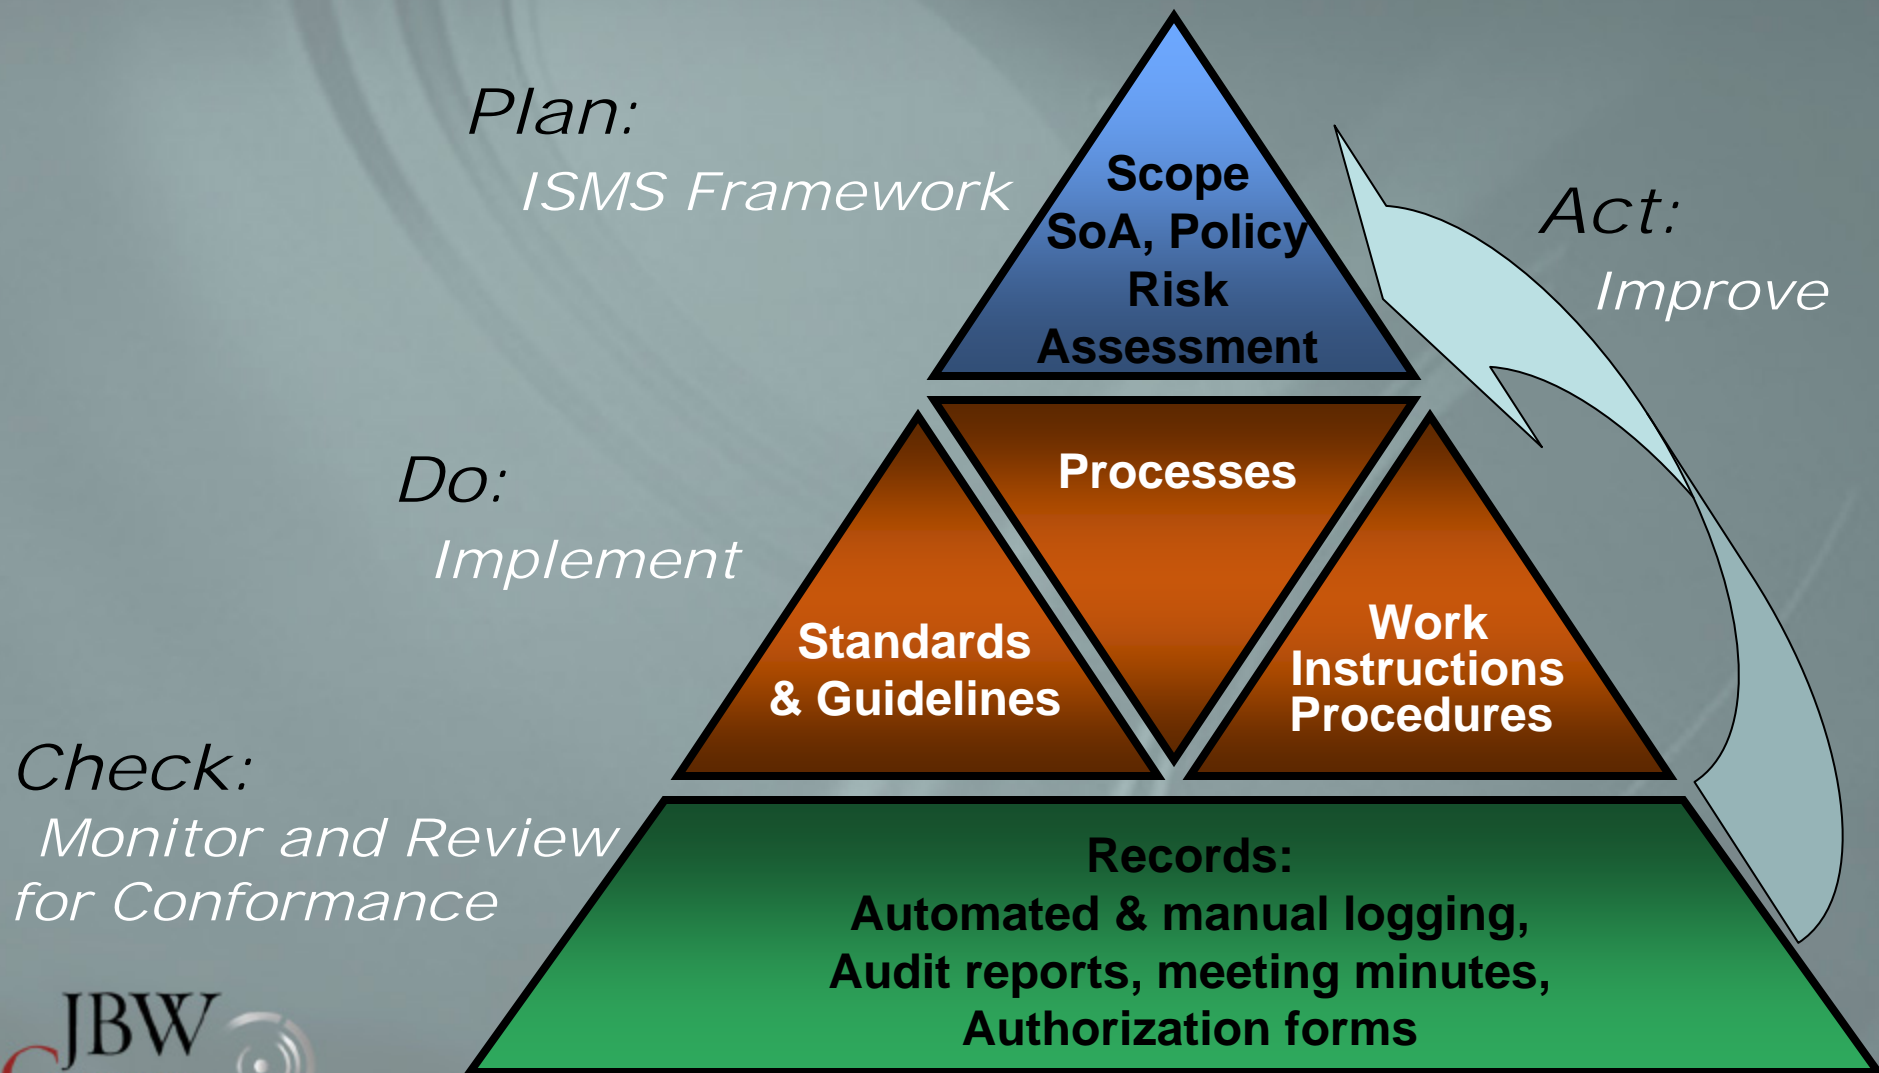 Plan:
ISMS Framework
Scope
SoA, Policy
Risk
Assessment
Act:
Improve
Do:
Implement
Processes
Standards
& Guidelines
Work
Instructions
Procedures
Check:
Monitor and Review
for Conformance
Records:
Automated & manual logging,
Audit reports, meeting minutes,
Authorization forms
JBW